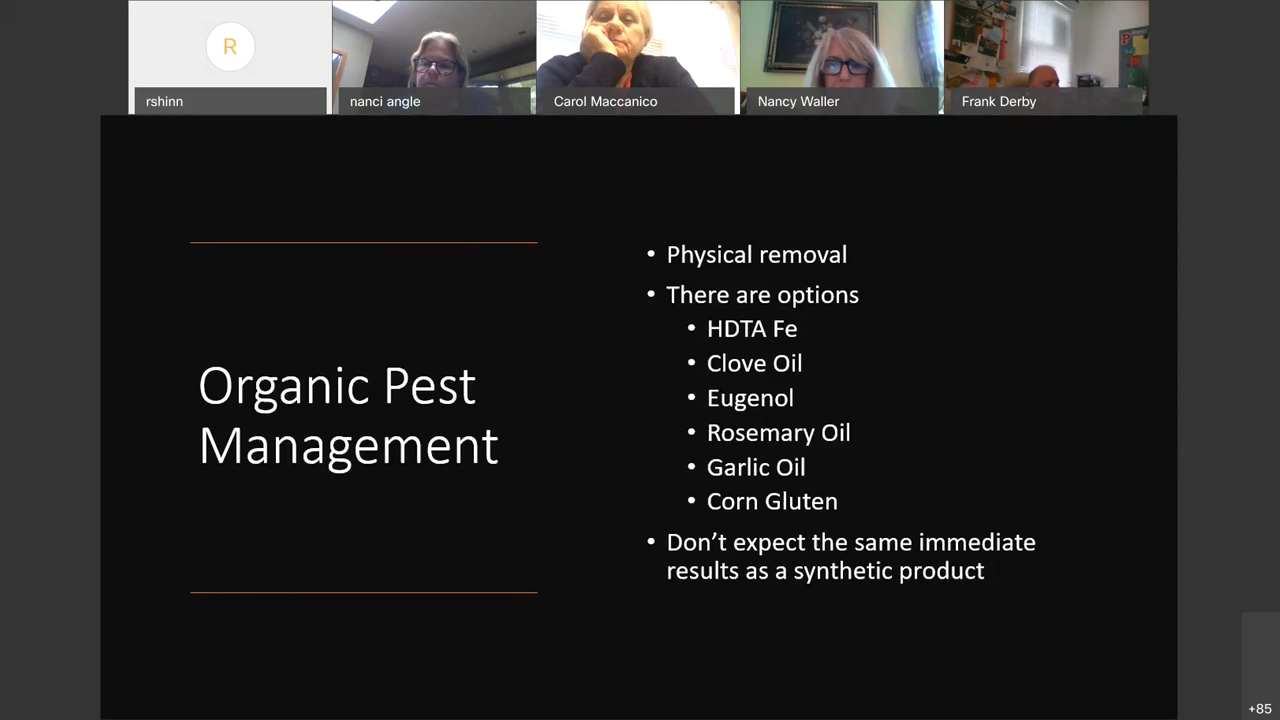 R
rshinn
nanci angle
Carol Maccanico
Nancy Waller
Frank Derby
Organic Pest
Management
• Physical removal
• There are options
• HDTA Fe
• Clove Oil
• Eugenol
• Rosemary Oil
• Garlic Oil
• Corn Gluten
• Don’t expect the same immediate
results as a synthetic product
+85